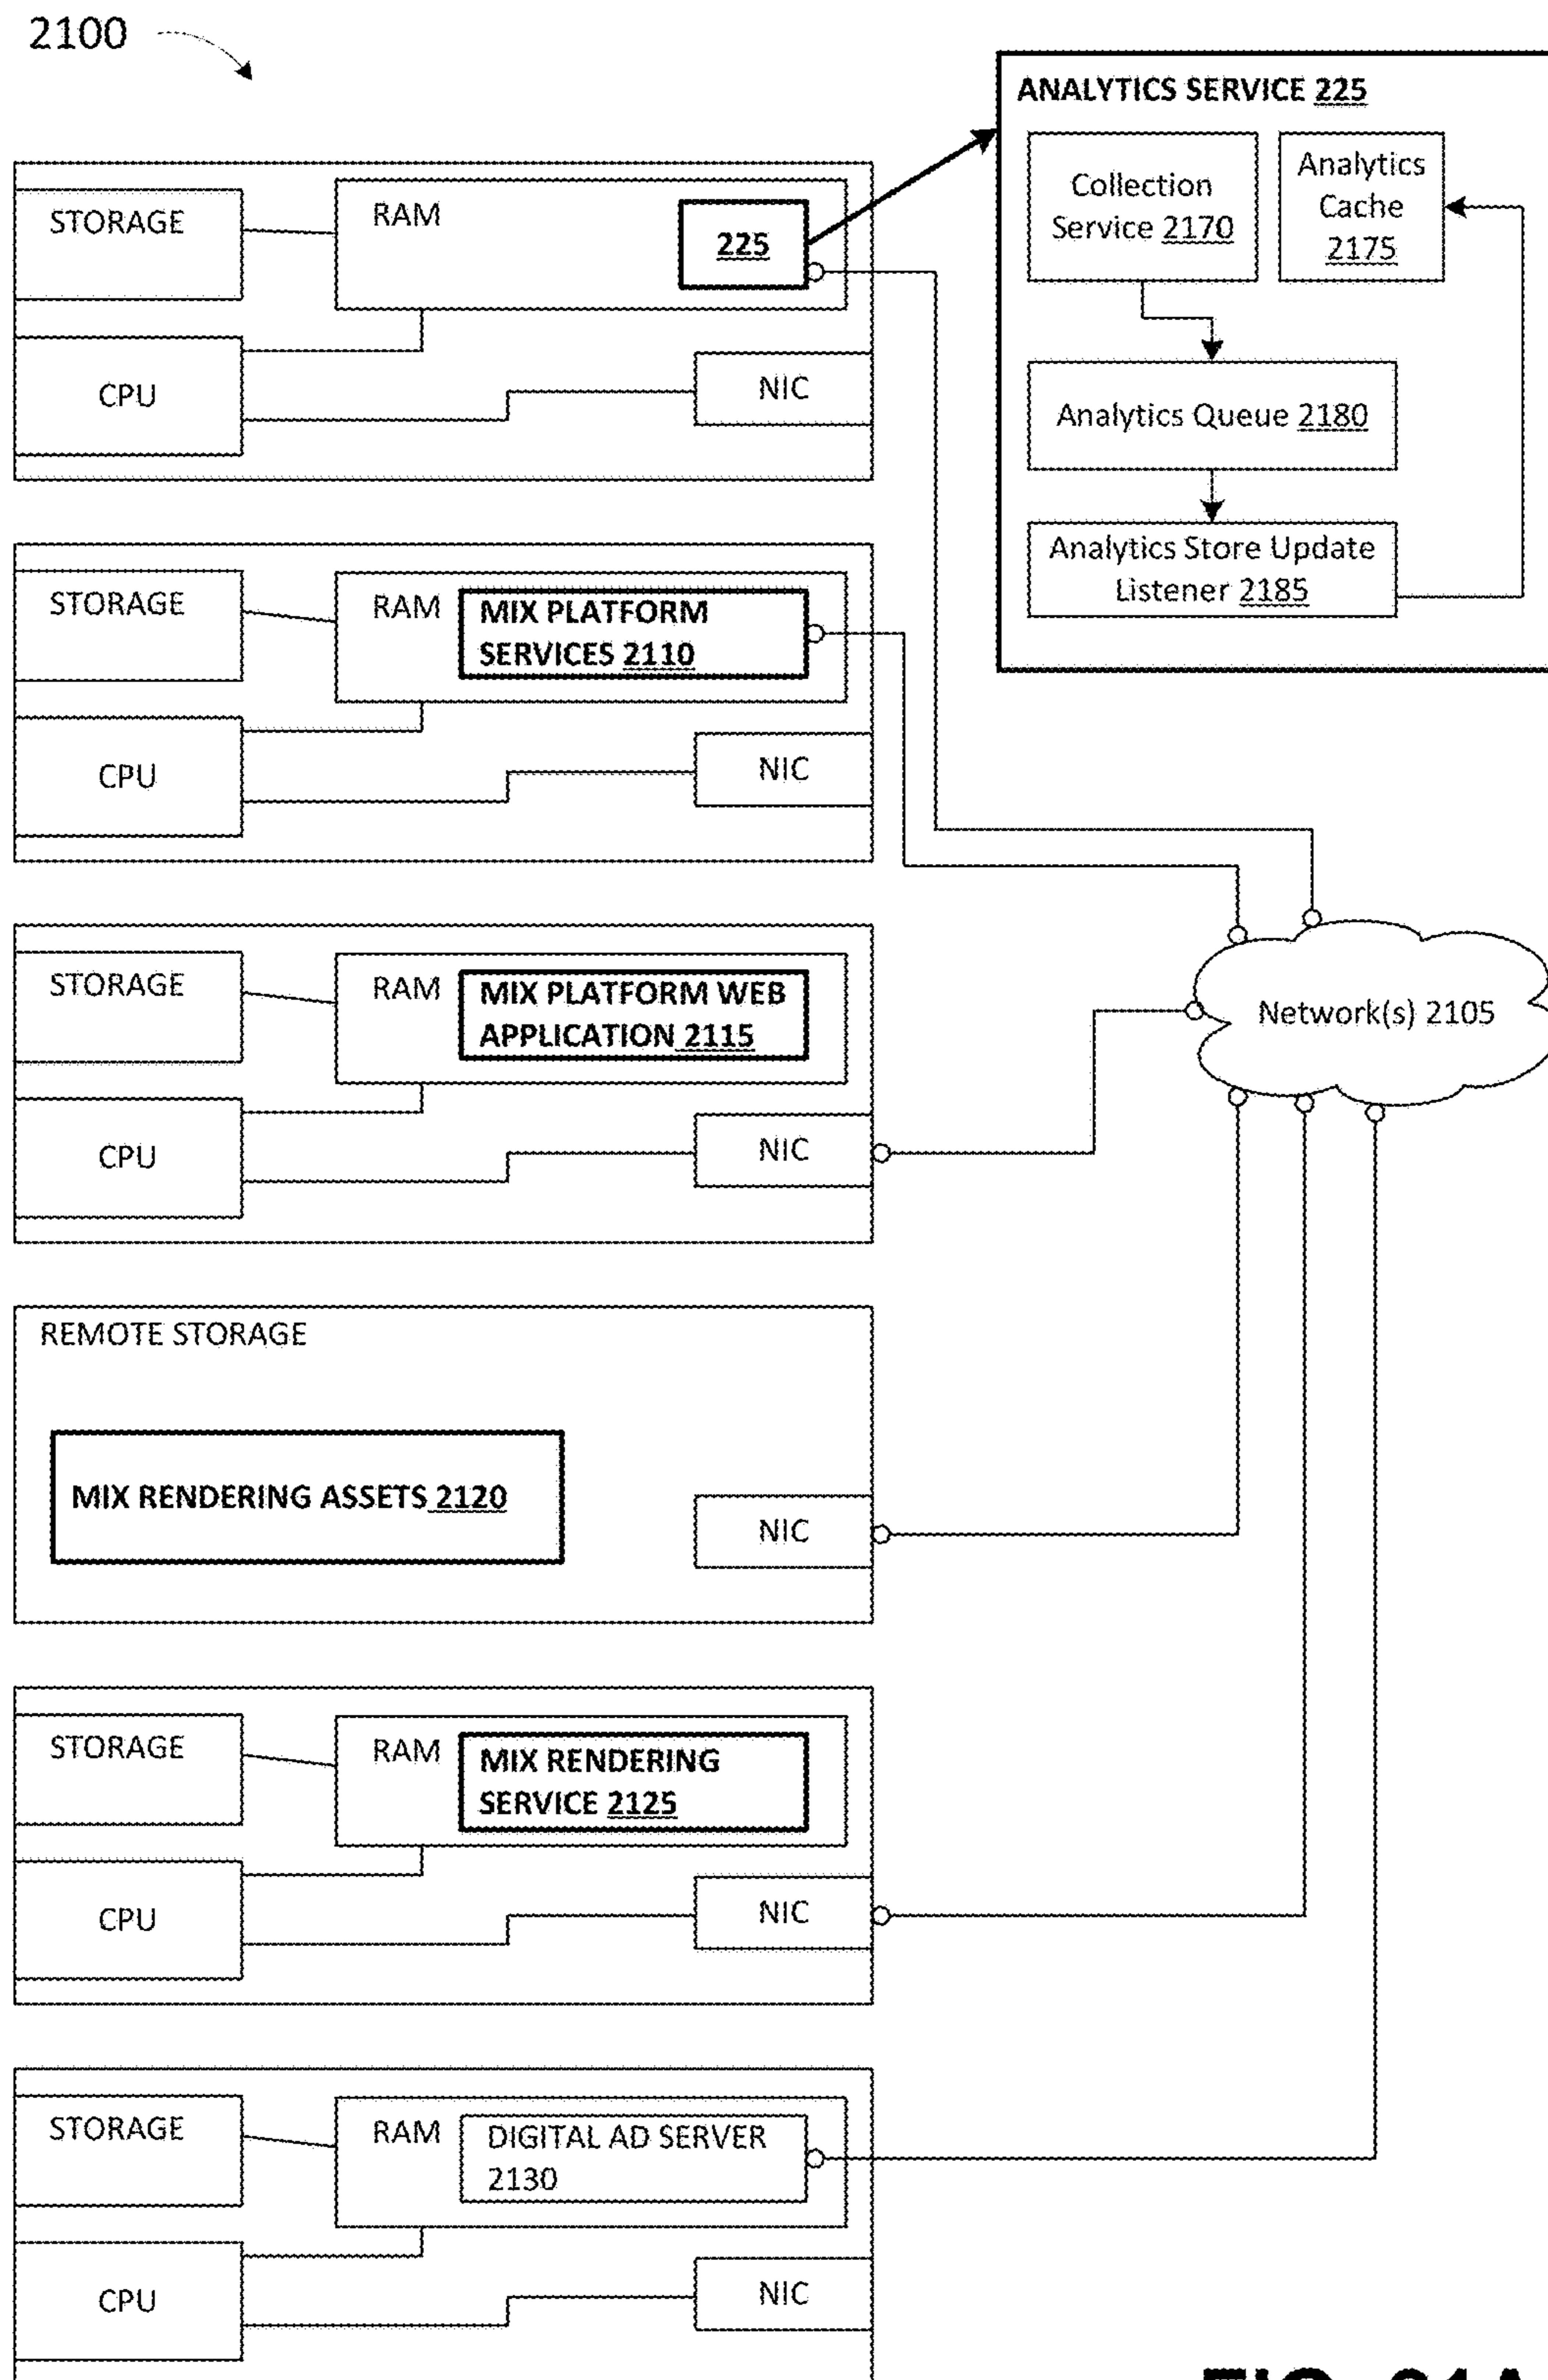 2100
ANALYTICS SERVICE 225
Collection
Service 2170
Analytics
Cache
2175
Analytics Queue 2180
Analytics Store Update
Listener 2185
STORAGE
RAM
225
CPU
NIC
STORAGE
RAM
MIX PLATFORM
SERVICES 2110
CPU
NIC
STORAGE
RAM
MIX PLATFORM WEB
APPLICATION 2115
CPU
NIC
Network(s) 2105
REMOTE STORAGE
MIX RENDERING ASSETS 2120
NIC
STORAGE
RAM
MIX RENDERING
SERVICE 2125
CPU
NIC
STORAGE
RAM
DIGITAL AD SERVER
2130
CPU
NIC